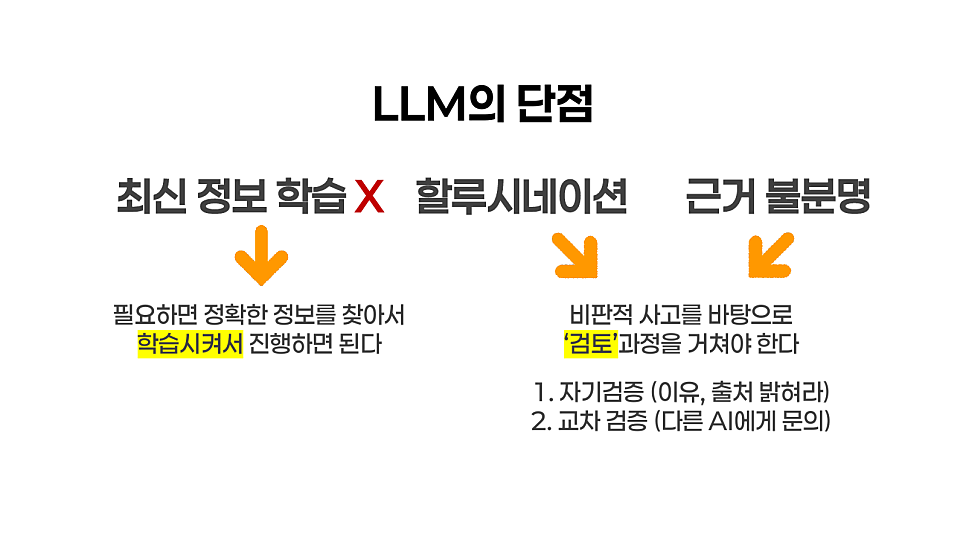 LLM의 단점
최신 정보 학습 X 할루시네이션 근거 불분명
필요하면 정확한 정보를 찾아서
학습시켜서 진행하면 된다
비판적 사고를 바탕으로
‘검토’과정을 거쳐야 한다
1. 자기검증 (이유, 출처 밝혀라)
2. 교차 검증 (다른 AI에게 문의)